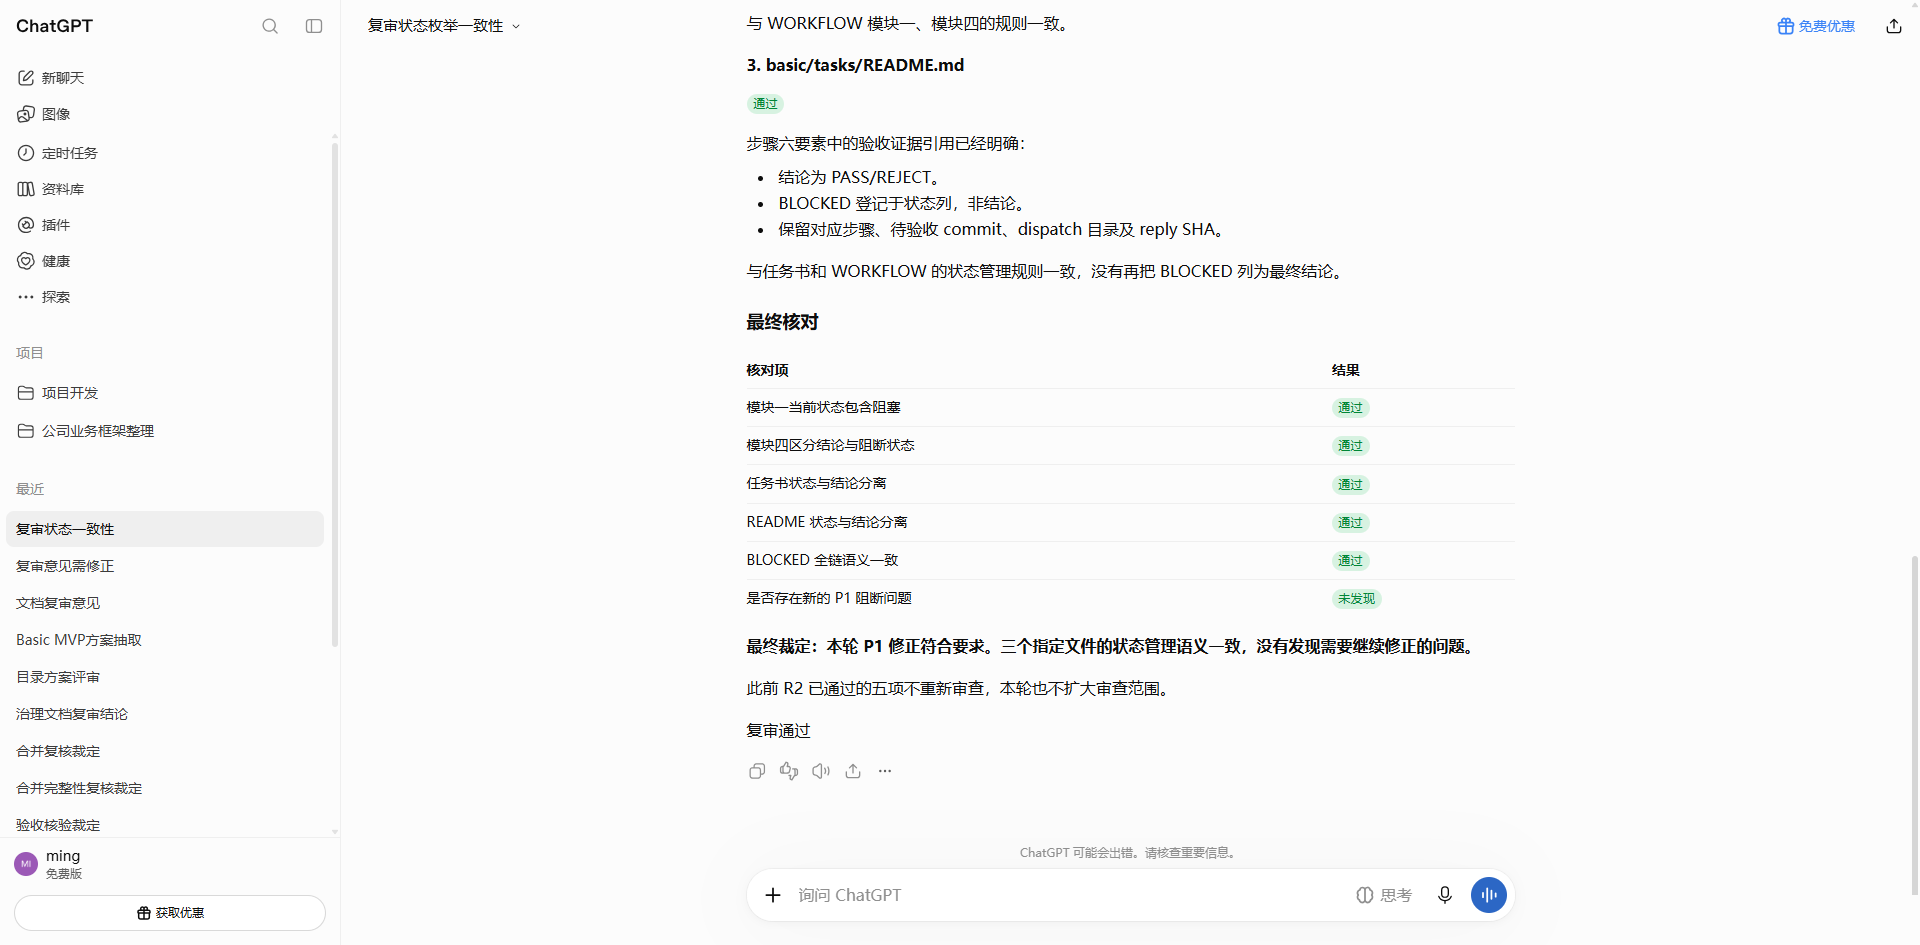 ChatGPT
新聊天
图像
定时任务
资料库
插件
健康
探索
项目
项目开发
公司业务框架整理
最近
复审状态一致性
复审意见需修正
文档复审意见
Basic MVP方案抽取
目录方案评审
治理文档复审结论
合并复核裁定
合并完整性复核裁定
验收核验裁定
MI
ming
免费版
获取优惠
复审状态枚举一致性
免费优惠
与 WORKFLOW 模块一、模块四的规则一致。
3. basic/tasks/README.md
通过
步骤六要素中的验收证据引用已经明确：
• 结论为 PASS/REJECT。
• BLOCKED 登记于状态列，非结论。
• 保留对应步骤、待验收 commit、dispatch 目录及 reply SHA。
与任务书和 WORKFLOW 的状态管理规则一致，没有再把 BLOCKED 列为最终结论。
最终核对
核对项 结果
模块一当前状态包含阻塞 通过
模块四区分结论与阻断状态 通过
任务书状态与结论分离 通过
README 状态与结论分离 通过
BLOCKED 全链语义一致 通过
是否存在新的 P1 阻断问题 未发现
最终裁定：本轮 P1 修正符合要求。三个指定文件的状态管理语义一致，没有发现需要继续修正的问题。
此前 R2 已通过的五项不重新审查，本轮也不扩大审查范围。
复审通过
ChatGPT 可能会出错。请核查重要信息。
询问 ChatGPT
思考